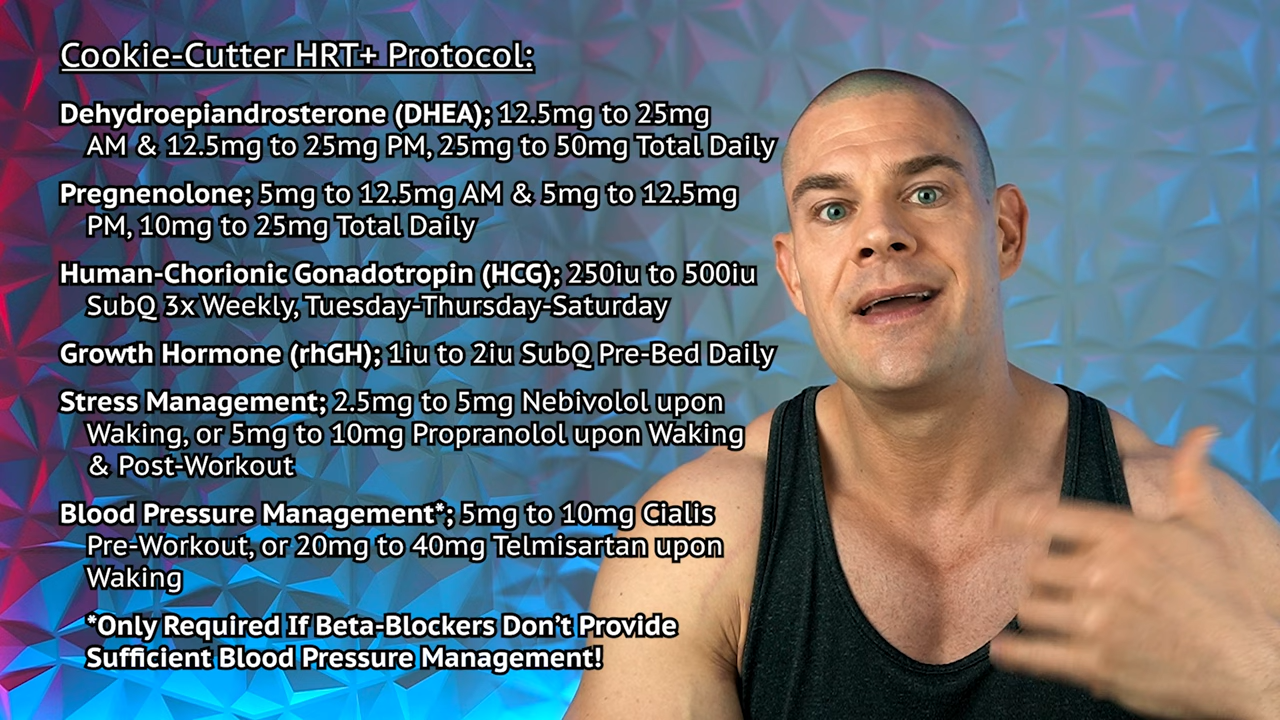 Cookie-Cutter HRT+ Protocol:
Dehydroepiandrosterone (DHEA); 12.5mg to 25mg
AM & 12.5mg to 25mg PM, 25mg to 50mg Total Daily
Pregnenolone; 5mg to 12.5mg AM & 5mg to 12.5mg
PM, 10mg to 25mg Total Daily
Human-Chorionic Gonadotropin (HCG); 250iu to 500iu
SubQ 3x Weekly, Tuesday-Thursday-Saturday
Growth Hormone (rhGH); 1iu to 2iu SubQ Pre-Bed Daily
Stress Management; 2.5mg to 5mg Nebivolol upon
Waking, or 5mg to 10mg Propranolol upon Waking
& Post-Workout
Blood Pressure Management*; 5mg to 10mg Cialis
Pre-Workout, or 20mg to 40mg Telmisartan upon
Waking
*Only Required If Beta-Blockers Don't Provide
Sufficient Blood Pressure Management!